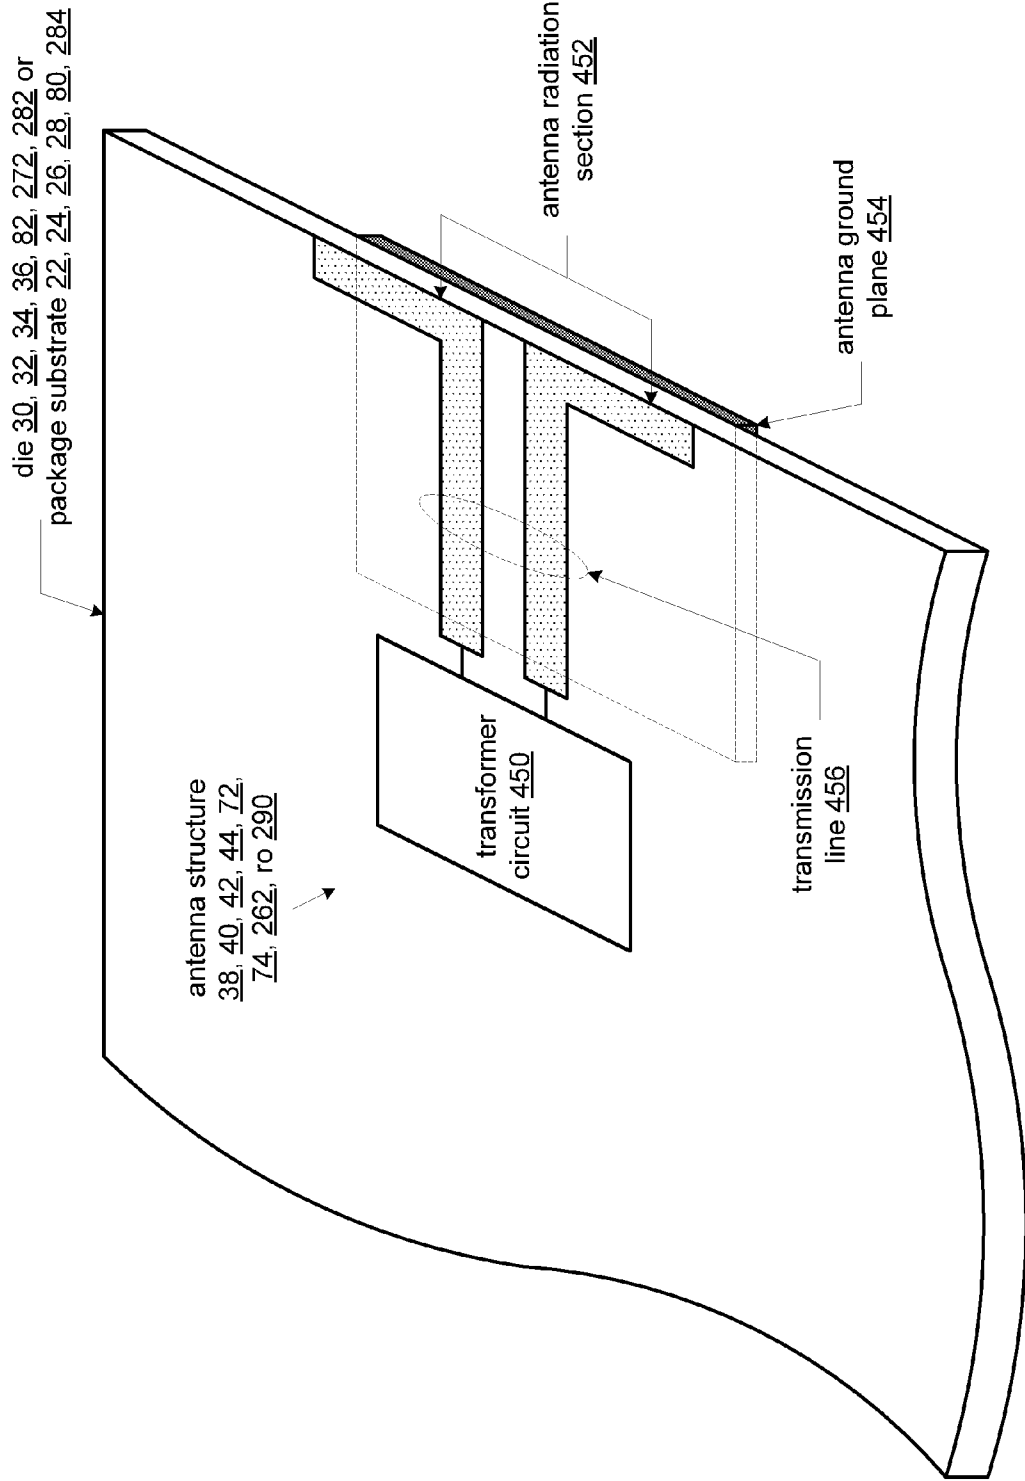 die 30, 32, 34, 36, 82, 272, 282 or
package substrate 22, 24, 26, 28, 80, 284
antenna structure
38, 40, 42, 44, 72,
74, 262, ro 290
transformer
circuit 450
antenna radiation
section 452
antenna ground
plane 454
transmission
line 456